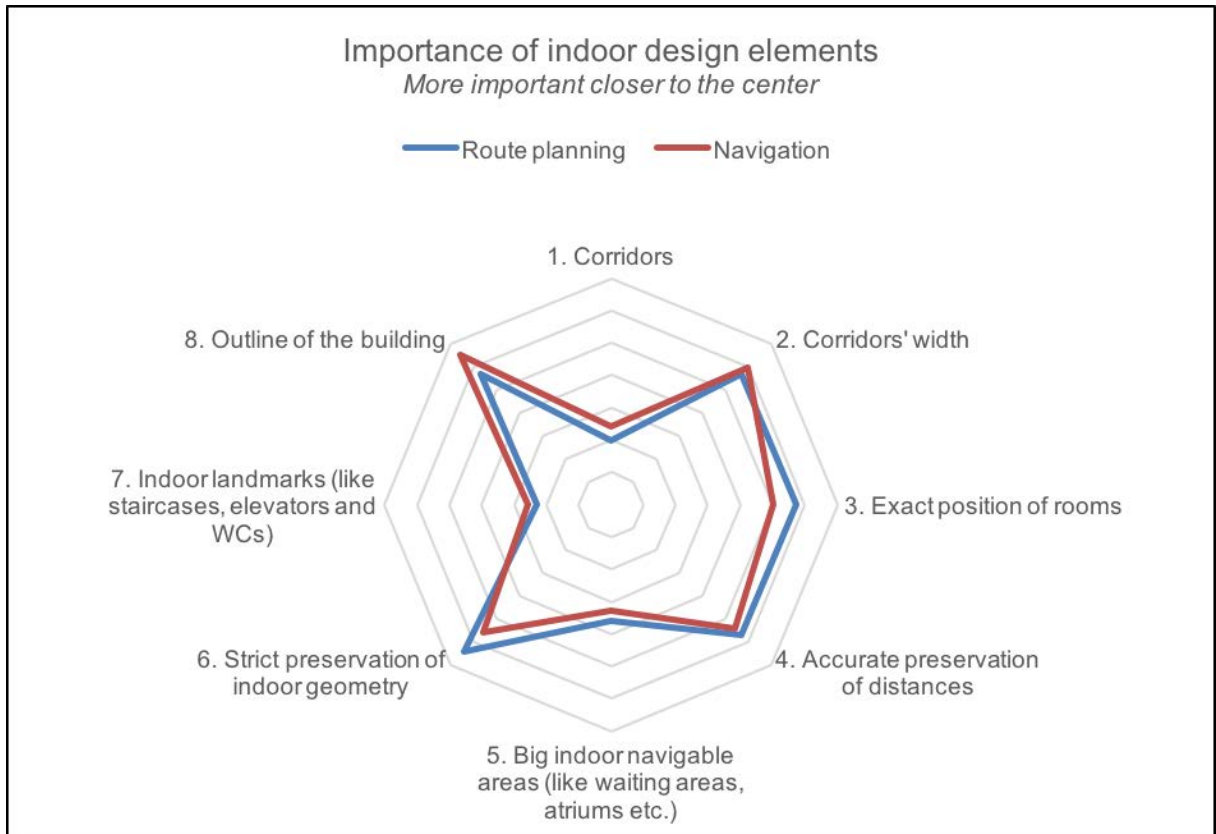 Importance of indoor design elements
More important closer to the center
Route planning Navigation
1. Corridors
8. Outline of the building
2. Corridors' width
7. Indoor landmarks (like
staircases, elevators and
WCs)
3. Exact position of rooms
6. Strict preservation of
indoor geometry
4. Accurate preservation
of distances
5. Big indoor navigable
areas (like waiting areas,
atriums etc.)